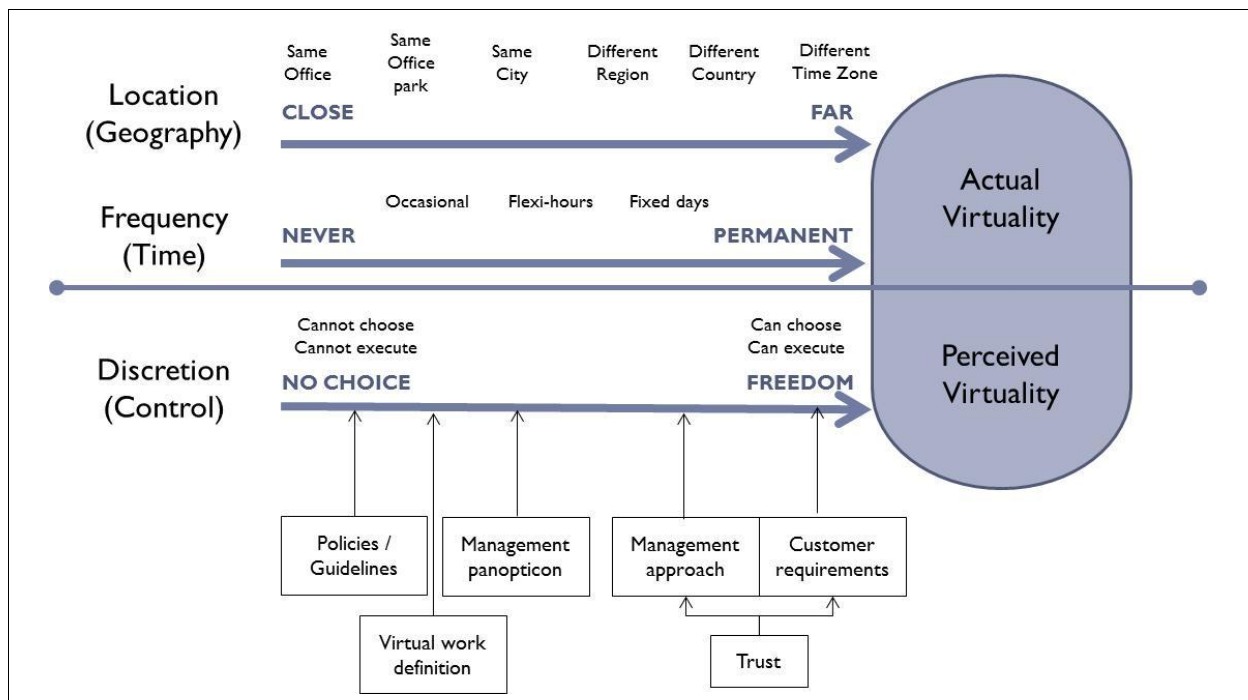 Same Office
Same Office park
Same City
Different Region
Different Country
Different Time Zone
Location (Geography)
CLOSE
FAR
Actual Virtuality
Occasional
Flexi-hours
Fixed days
Frequency (Time)
NEVER
PERMANENT
Cannot choose
Cannot execute
Can choose
Can execute
Discretion (Control)
NO CHOICE
FREEDOM
Perceived Virtuality
Policies / Guidelines
Management panopticon
Management approach
Customer requirements
Virtual work definition
Trust